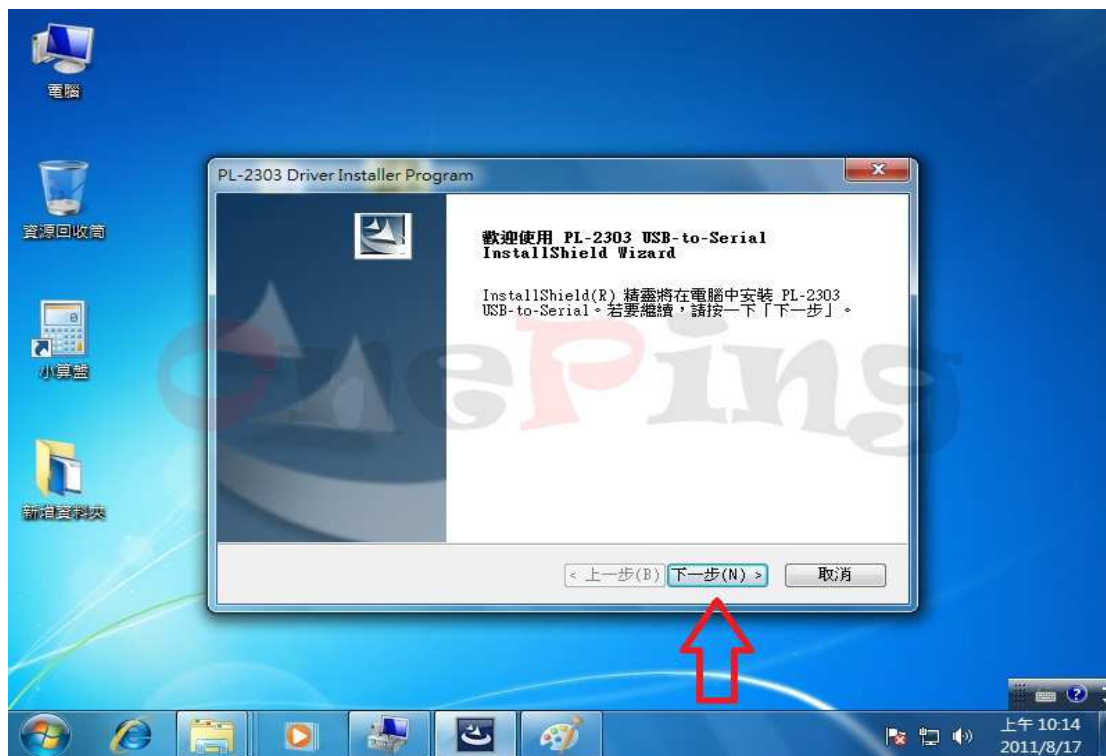 電腦
資源回收筒
小算盤
新增資料夾
PL-2303 Driver Installer Program
歡迎使用 PL-2303 USB-to-Serial
InstallShield Wizard
InstallShield(R) 精靈將在電腦中安裝 PL-2303
USB-to-Serial。若要繼續，請按一下「下一步」。
OnePing
< 上一步(B) 下一步(N) > 取消
上午 10:14
2011/8/17